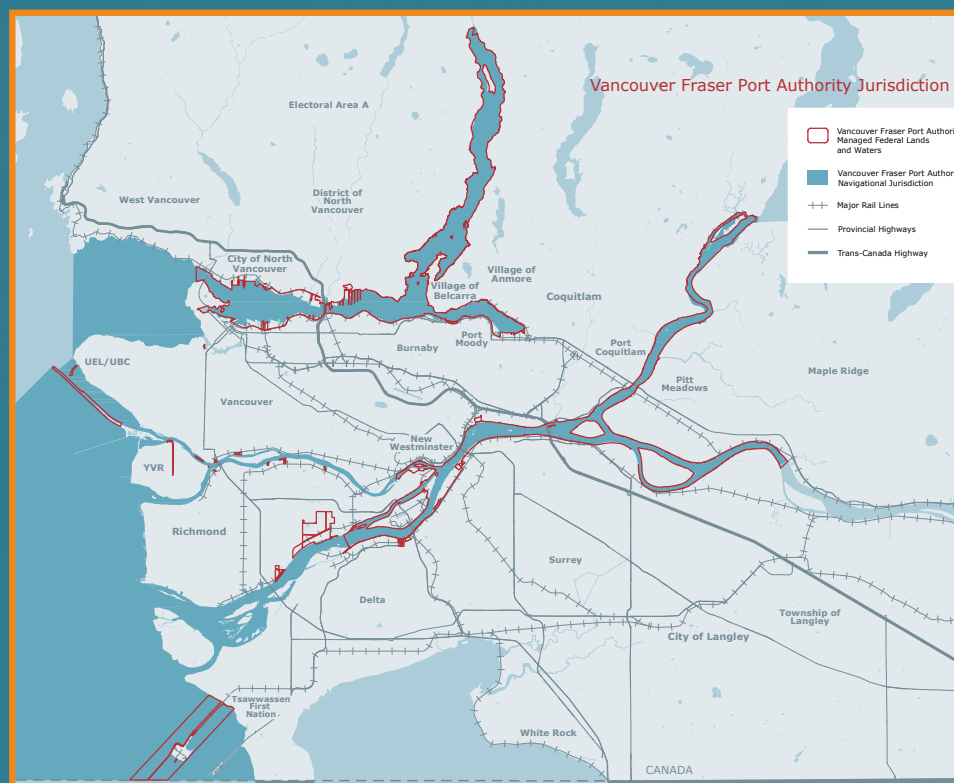 Vancouver Fraser Port Authority Jurisdiction
Vancouver Fraser Port Authori
Managed Federal Lands
and Waters
Vancouver Fraser Port Author
Navigational Jurisdiction
Major Rail Lines
Provincial Highways
Trans-Canada Highway
Electoral Area A
West Vancouver
District of
North
Vancouver
City of North
Vancouver
Village of
Anmore
Village of
Belcarra
Coquitlam
Port
Moody
Burnaby
Port
Coquitlam
UEL/UBC
Pitt
Meadows
Maple Ridge
Vancouver
New
Westminster
YVR
Richmond
Surrey
Delta
Township of
Langley
City of Langley
Tsawwassen
First
Nation
White Rock
CANADA